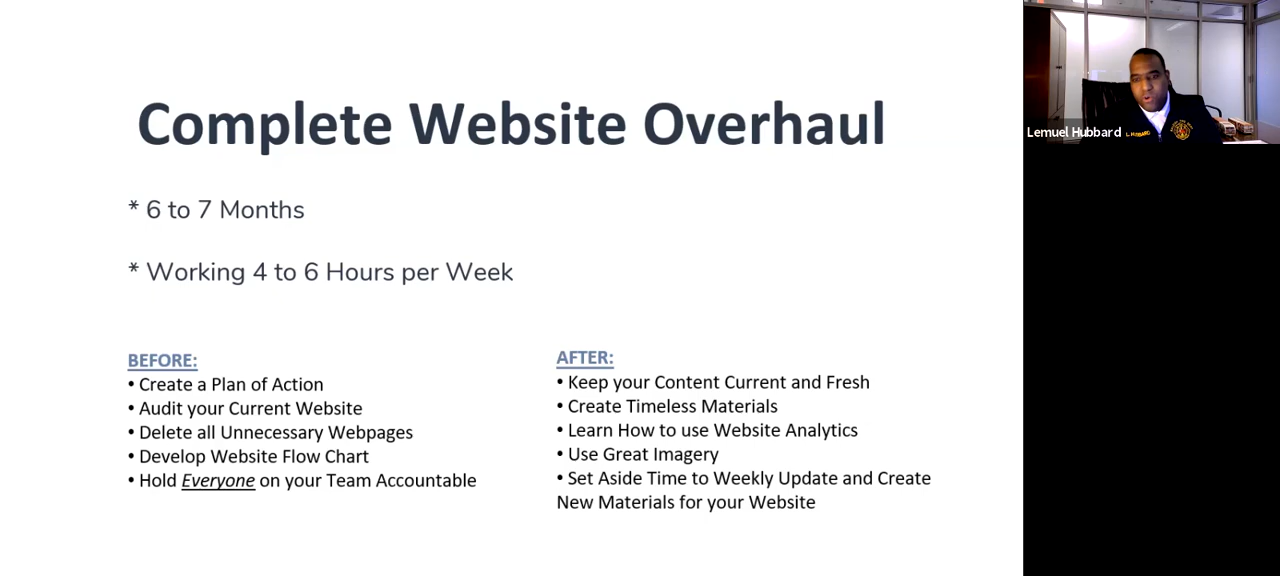 Complete Website Overhaul
* 6 to 7 Months
* Working 4 to 6 Hours per Week
BEFORE:
• Create a Plan of Action
• Audit your Current Website
• Delete all Unnecessary Webpages
• Develop Website Flow Chart
• Hold Everyone on your Team Accountable
AFTER:
• Keep your Content Current and Fresh
• Create Timeless Materials
• Learn How to use Website Analytics
• Use Great Imagery
• Set Aside Time to Weekly Update and Create
New Materials for your Website
Lemuel Hubbard
L. HUBBARD